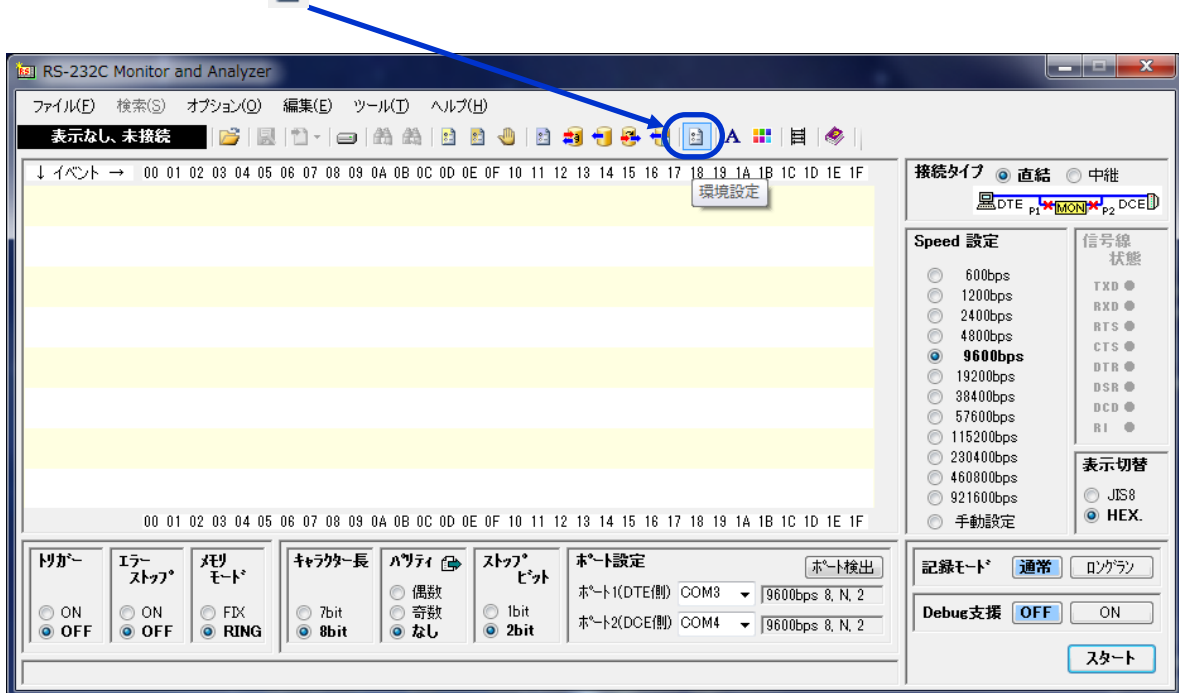 RS-232C Monitor and Analyzer
ファイル(F) 検索(S) オプション(O) 編集(E) ツール(T) ヘルプ(H)
表示なし、未接続
↓イベント → 00 01 02 03 04 05 06 07 08 09 0A 0B 0C 0D 0E 0F 10 11 12 13 14 15 16 17 18 19 1A 1B 1C 1D 1E 1F
環境設定
00 01 02 03 04 05 06 07 08 09 0A 0B 0C 0D 0E 0F 10 11 12 13 14 15 16 17 18 19 1A 1B 1C 1D 1E 1F
接続タイプ 直結 中継
DTE P1 MON P2 DCE
Speed 設定
600bps
1200bps
2400bps
4800bps
9600bps
19200bps
38400bps
57600bps
115200bps
230400bps
460800bps
921600bps
手動設定
信号線
状態
TXD
RXD
RTS
CTS
DTR
DSR
DCD
RI
表示切替
JIS8
HEX.
トリガー
ON
OFF
エラー
ストップ
ON
OFF
メモリ
モード
FIX
RING
キャラクター長
7bit
8bit
パリティ
偶数
奇数
なし
ストップ
ビット
1bit
2bit
ポート設定 ポート検出
ポート1(DTE側) COM3 9600bps 8, N, 2
ポート2(DCE側) COM4 9600bps 8, N, 2
記録モード 通常 ロングラン
Debug支援 OFF ON
スタート